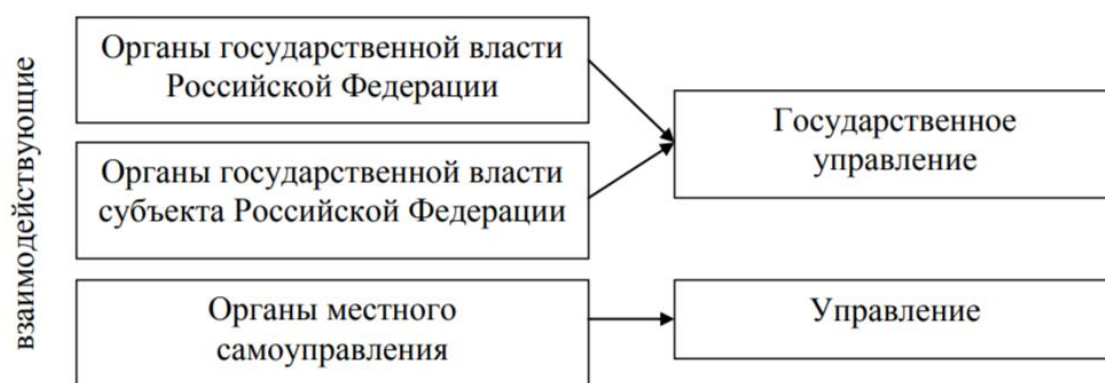 взаимодействующие
Органы государственной власти
Российской Федерации
Органы государственной власти
субъекта Российской Федерации
Органы местного
самоуправления
Государственное
управление
Управление